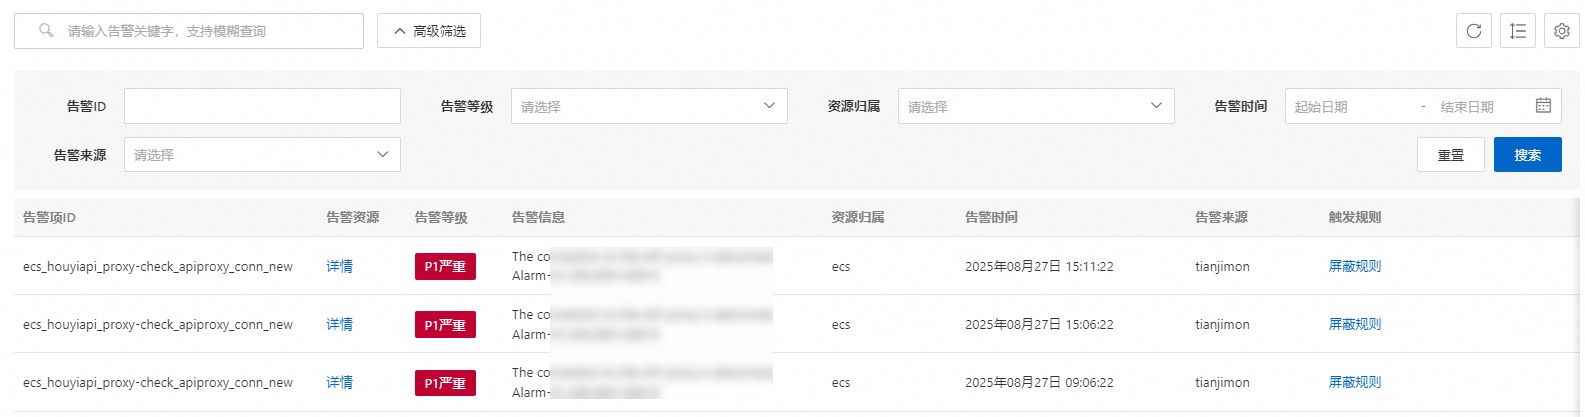 请输入告警关键字，支持模糊查询 高级筛选
告警ID 告警等级 请选择 资源归属 请选择 告警时间 起始日期 - 结束日期
告警来源 请选择 重置 搜索
告警项ID 告警资源 告警等级 告警信息 资源归属 告警时间 告警来源 触发规则
ecs_houyiapi_proxy-check_apiproxy_conn_new 详情 P1严重 The ecs 2025年08月27日 15:11:22 tianjimon 屏蔽规则
Alarm-
ecs_houyiapi_proxy-check_apiproxy_conn_new 详情 P1严重 The ecs 2025年08月27日 15:06:22 tianjimon 屏蔽规则
Alarm-
ecs_houyiapi_proxy-check_apiproxy_conn_new 详情 P1严重 The ecs 2025年08月27日 09:06:22 tianjimon 屏蔽规则
Alarm-